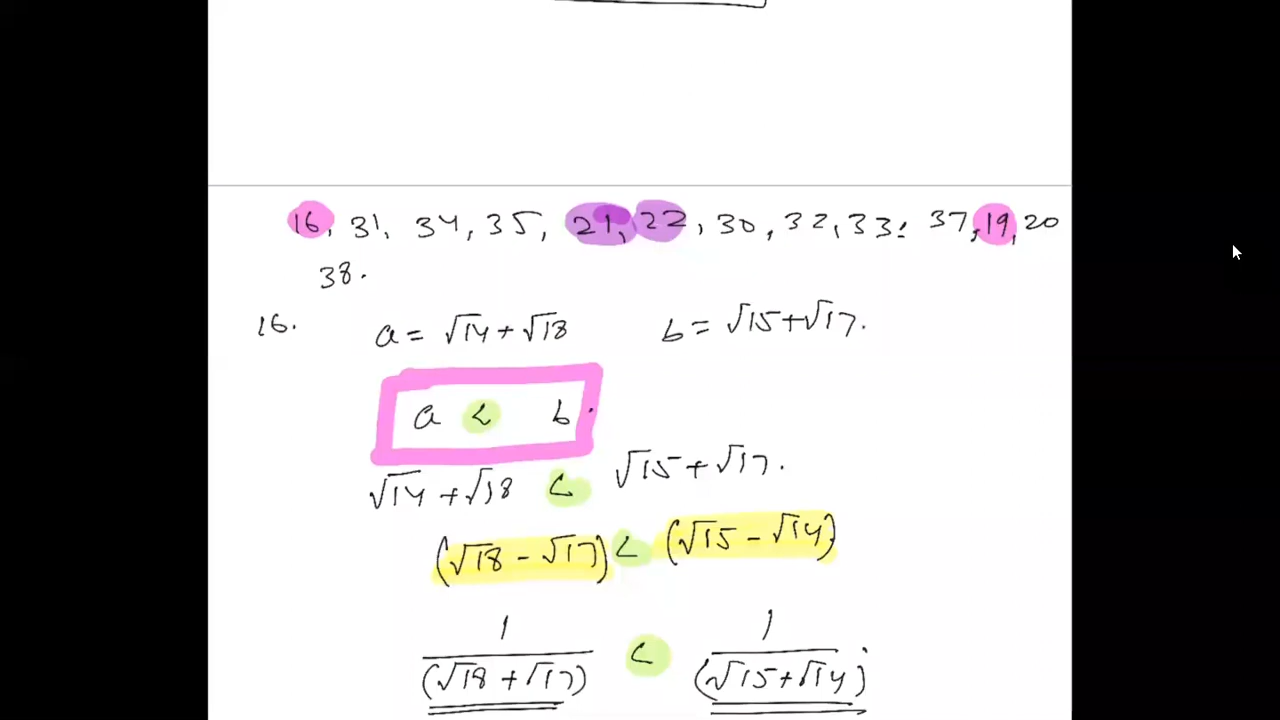 16, 31, 34, 35, 21, 22, 30, 32, 33; 37, 19, 20
38.
16. a = √14 + √18 b = √15 + √17.
a < b.
√14 + √18 < √15 + √17.
(√18 - √17) < (√15 - √14)
1/(√18 + √17) < 1/(√15 + √14);